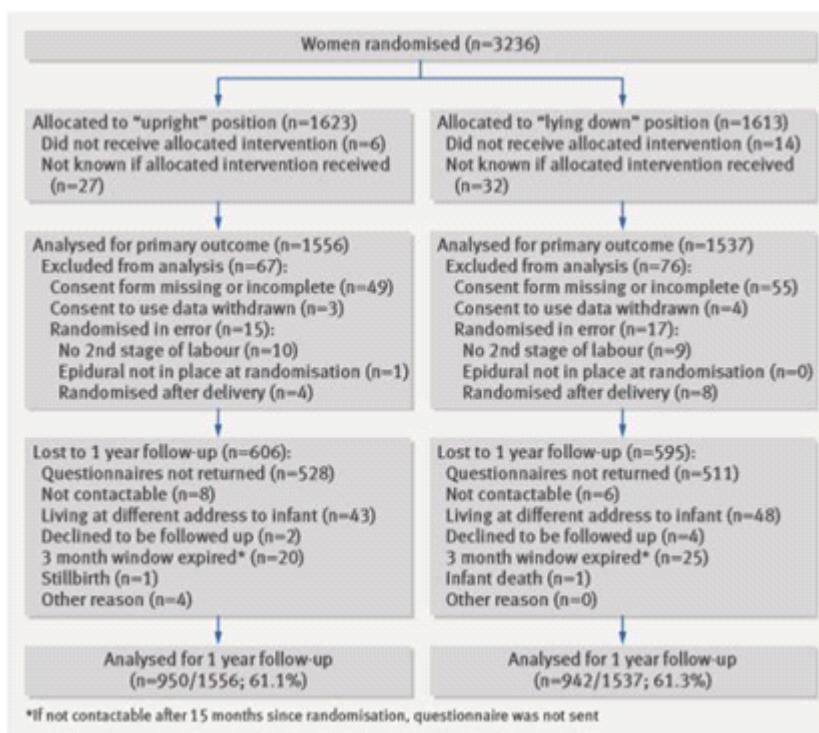 Women randomised (n=3236)
Allocated to "upright" position (n=1623)
Did not receive allocated intervention (n=6)
Not known if allocated intervention received
(n=27)
Allocated to "lying down" position (n=1613)
Did not receive allocated intervention (n=14)
Not known if allocated intervention received
(n=32)
Analysed for primary outcome (n=1556)
Excluded from analysis (n=67):
Consent form missing or incomplete (n=49)
Consent to use data withdrawn (n=3)
Randomised in error (n=15):
No 2nd stage of labour (n=10)
Epidural not in place at randomisation (n=1)
Randomised after delivery (n=4)
Analysed for primary outcome (n=1537)
Excluded from analysis (n=76):
Consent form missing or incomplete (n=55)
Consent to use data withdrawn (n=4)
Randomised in error (n=17):
No 2nd stage of labour (n=9)
Epidural not in place at randomisation (n=0)
Randomised after delivery (n=8)
Lost to 1 year follow-up (n=606):
Questionnaires not returned (n=528)
Not contactable (n=8)
Living at different address to infant (n=43)
Declined to be followed up (n=2)
3 month window expired* (n=20)
Stillbirth (n=1)
Other reason (n=4)
Lost to 1 year follow-up (n=595):
Questionnaires not returned (n=511)
Not contactable (n=6)
Living at different address to infant (n=48)
Declined to be followed up (n=4)
3 month window expired* (n=25)
Infant death (n=1)
Other reason (n=0)
Analysed for 1 year follow-up
(n=950/1556; 61.1%)
Analysed for 1 year follow-up
(n=942/1537; 61.3%)
*If not contactable after 15 months since randomisation, questionnaire was not sent